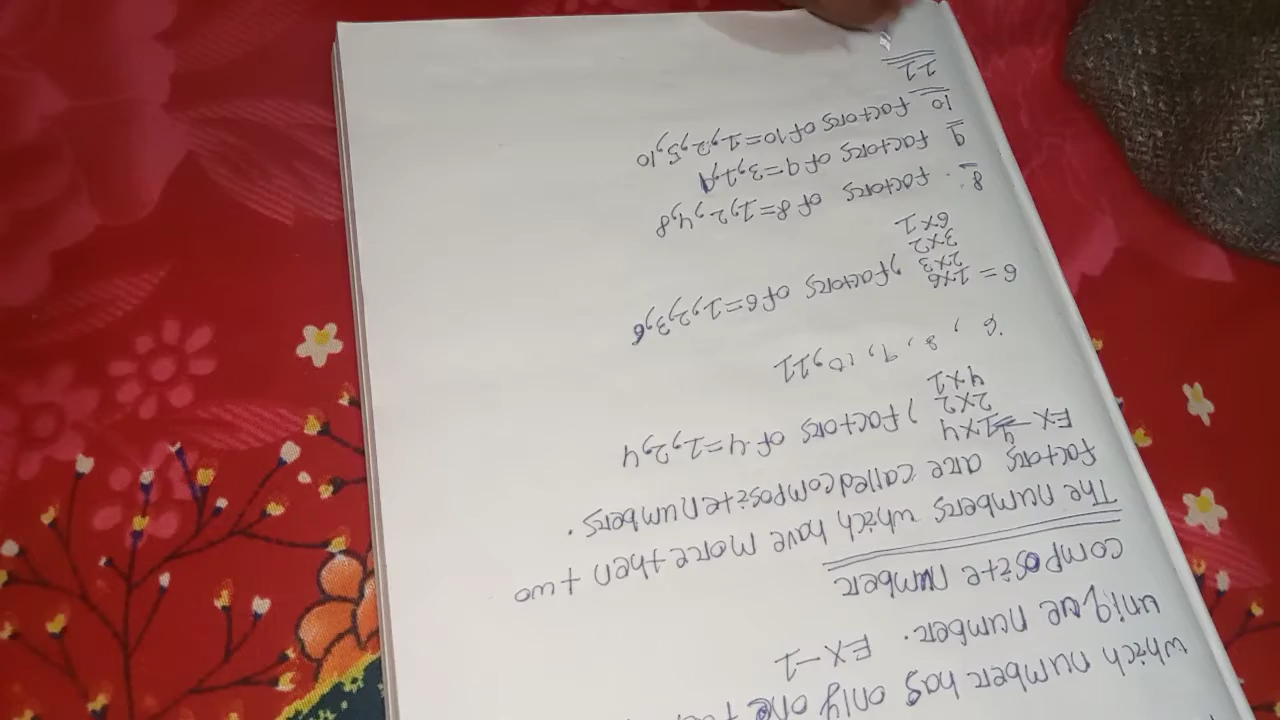 which number has only one
unique number. EX-1
composite number
The numbers which have more then two
factors are called composite numbers.
EX-4 1x4
2x2 , factors of 4=1,2,4
4x1
6, 8, 9, 10,11
6 = 1x6
2x3 , factors of 6=1,2,3,6
3x2
6x1
8. factors of 8=1,2,4,8
9 factors of 9=3,1,9
10 factors of 10=1,2,5,10
11